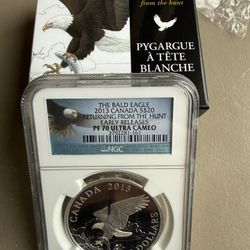 from the hunt
PYGARGUE
À TÊTE
BLANCHE
THE BALD EAGLE
2013 CANADA S$20
RETURNING FROM THE HUNT
EARLY RELEASES
PF 70 ULTRA CAMEO
NGC
CANADA 2013
DOLLARS